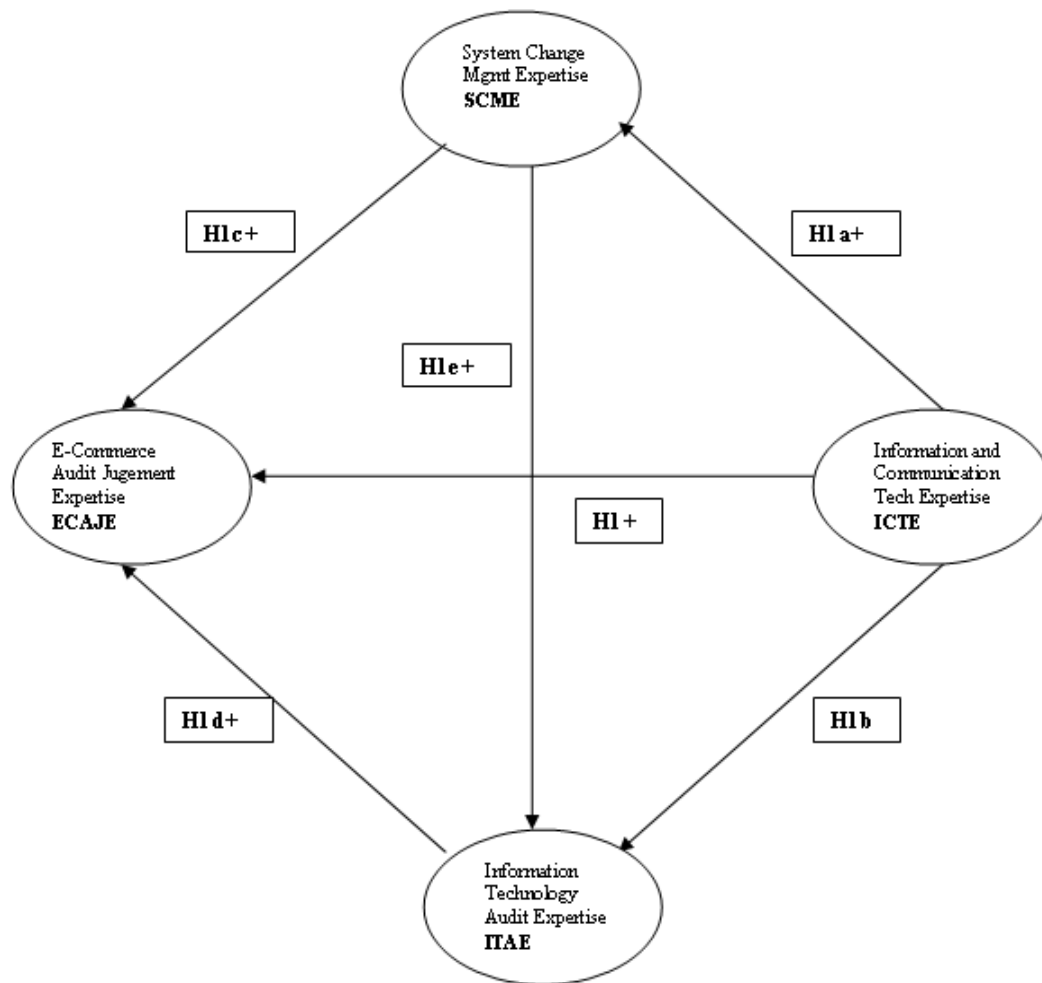 System Change
Mgmt Expertise
SCME
H1c+
H1a+
H1e+
E-Commerce
Audit Jugement
Expertise
ECAJE
Information and
Communication
Tech Expertise
ICTE
H1+
H1d+
H1b
Information
Technology
Audit Expertise
ITAE